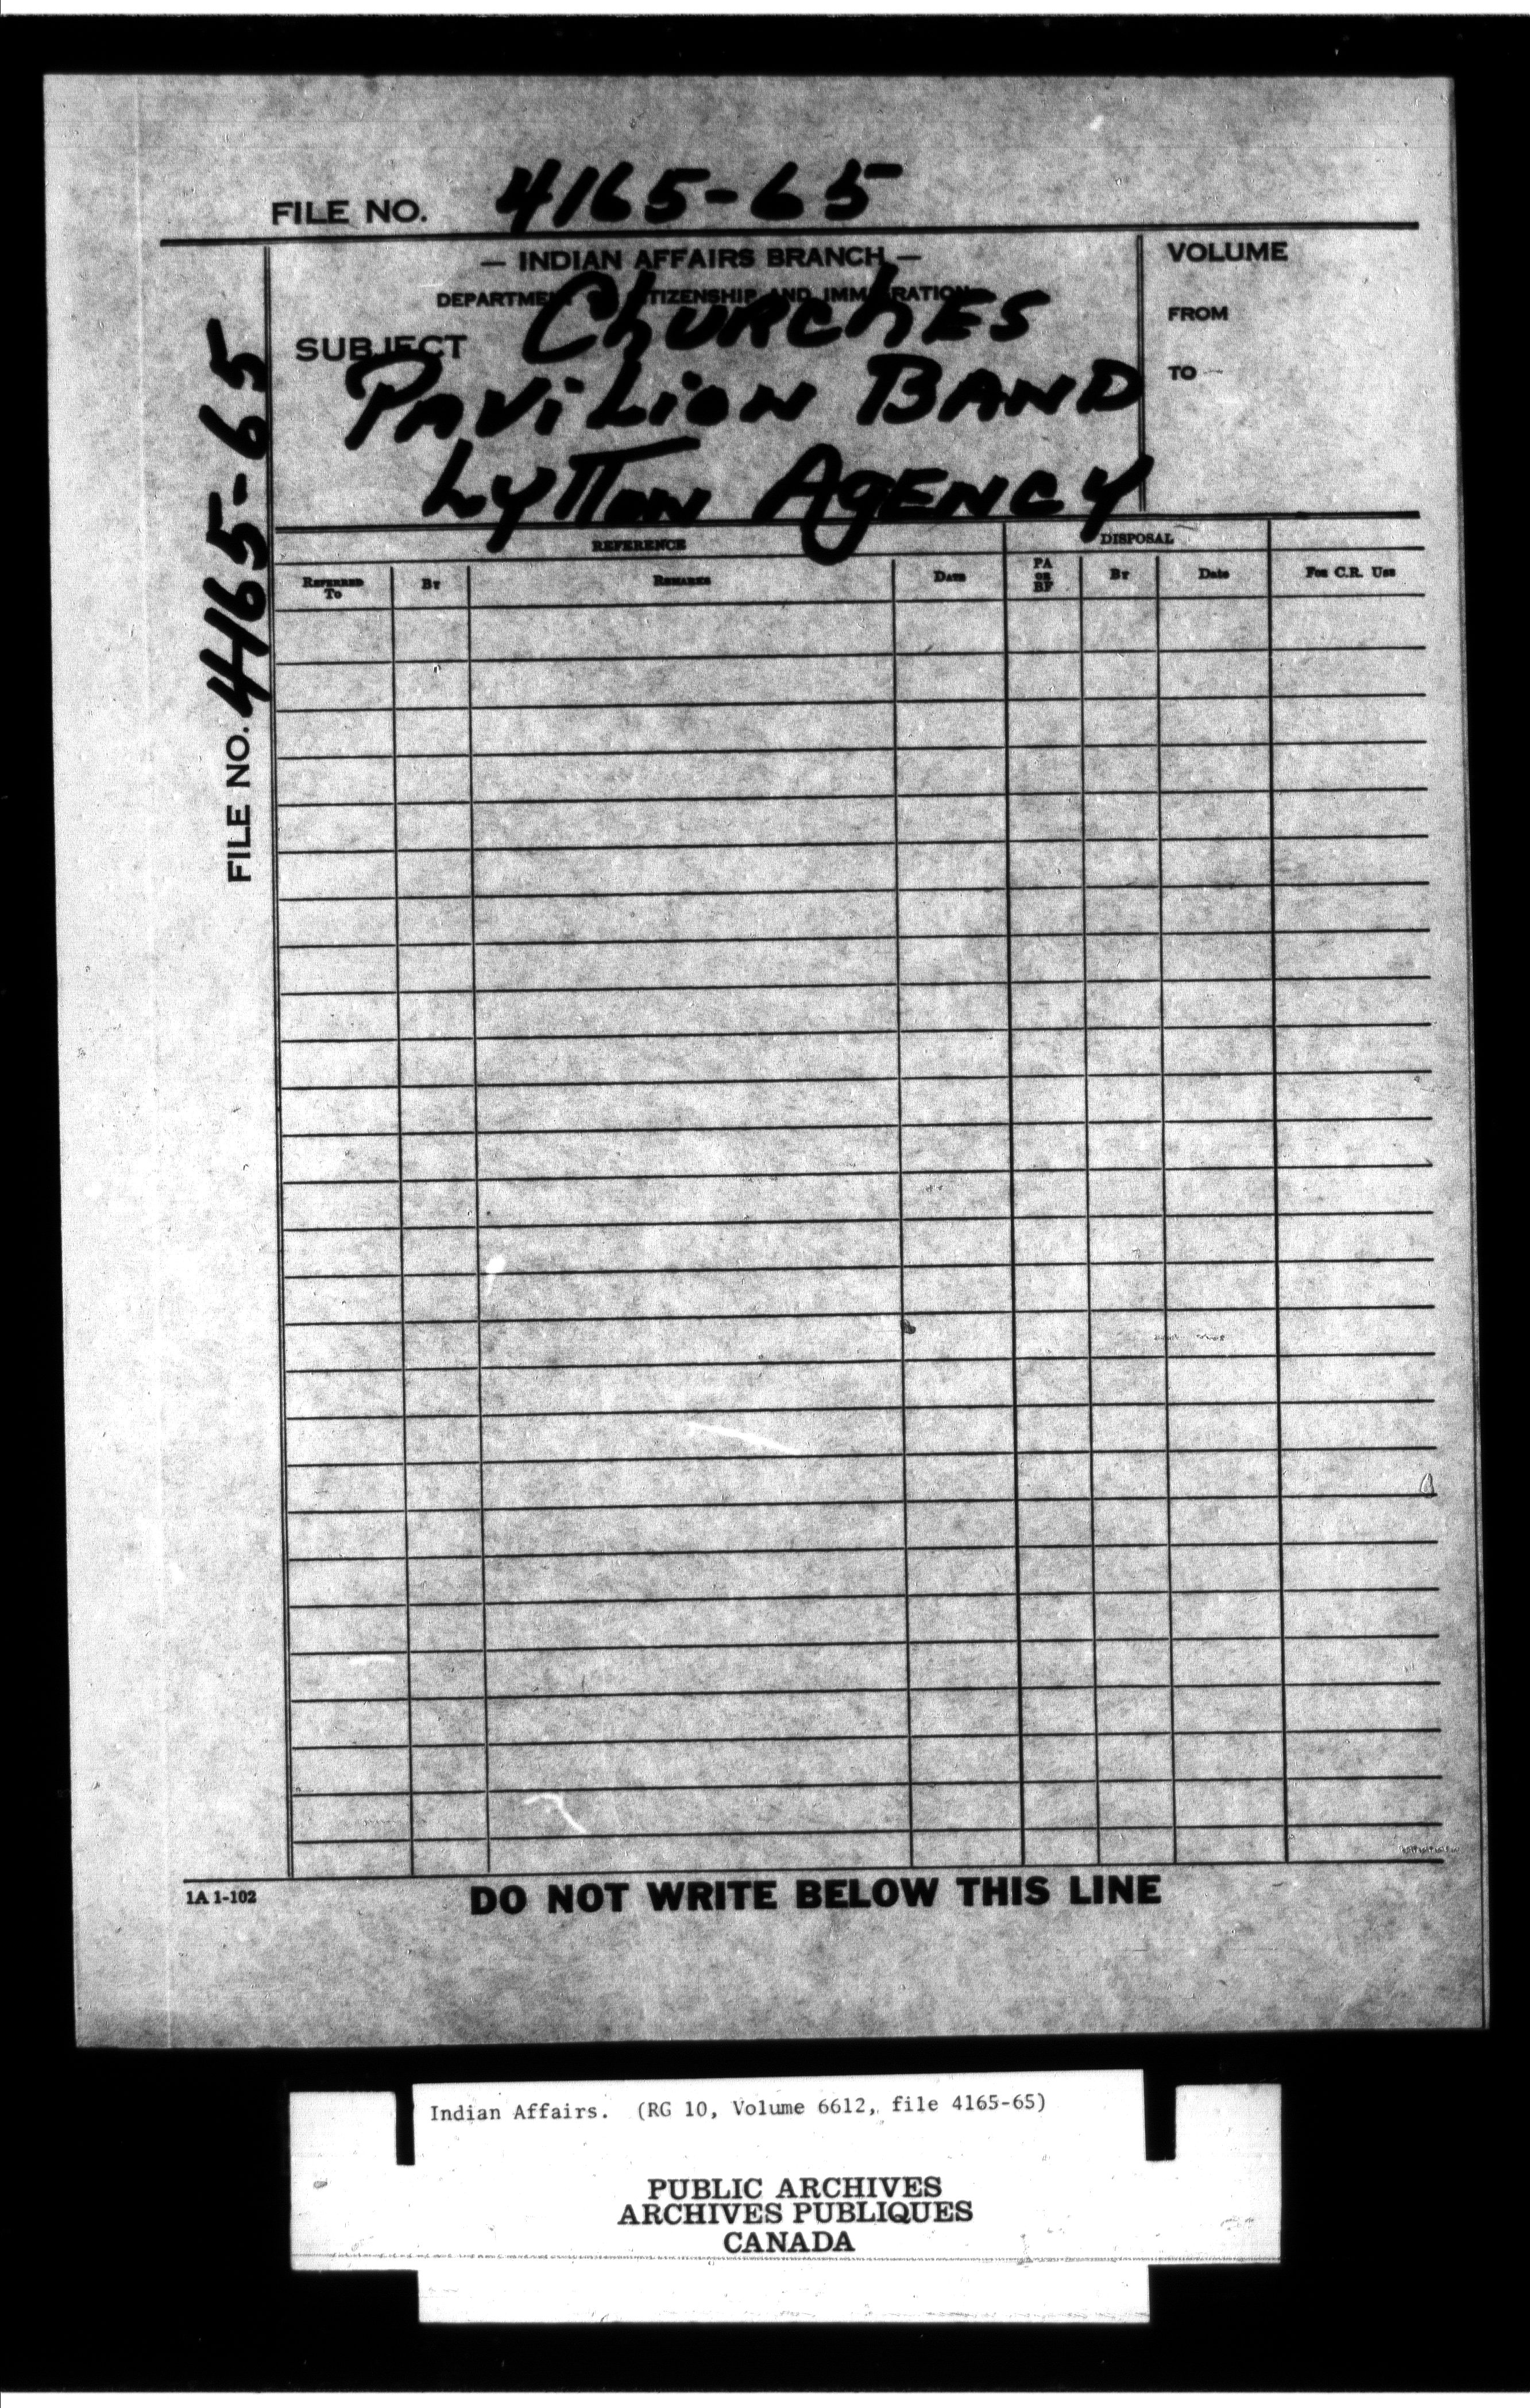 FILE NO. 4165-65
— INDIAN AFFAIRS BRANCH —
DEPARTMENT OF CITIZENSHIP AND IMMIGRATION
SUBJECT Churches
Pavilion Band
Lytton Agency
VOLUME
FROM
TO
FILE NO. 4165-65
REFERENCE
DISPOSAL
Referred To
By
Remarks
Date
PA or BF
By
Date
For C.R. Use
1A 1-102
DO NOT WRITE BELOW THIS LINE
Indian Affairs. (RG 10, Volume 6612, file 4165-65)
PUBLIC ARCHIVES
ARCHIVES PUBLIQUES
CANADA